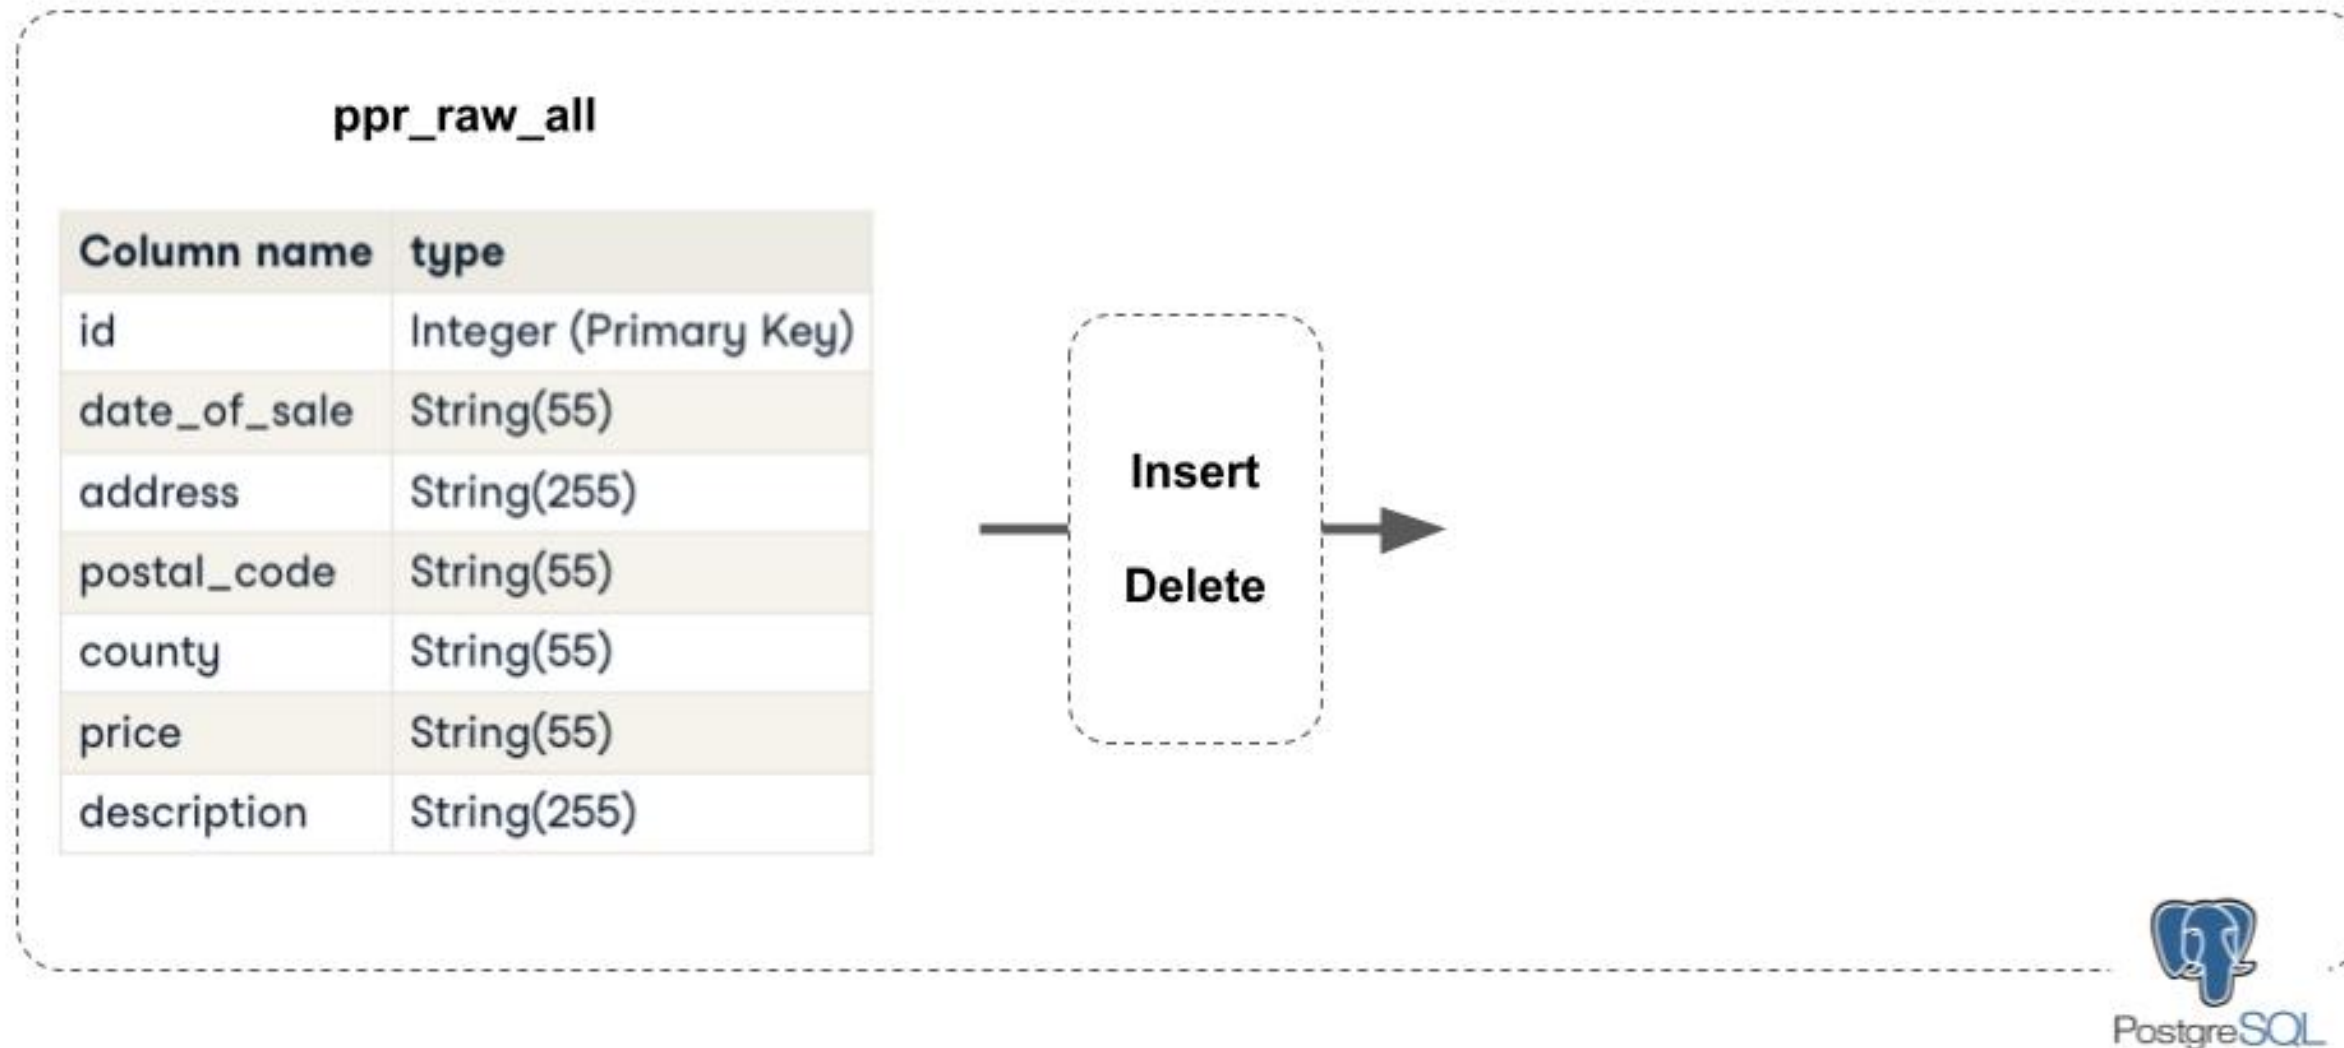 ppr_raw_all
Column name type
id Integer (Primary Key)
date_of_sale String(55)
address String(255)
postal_code String(55)
county String(55)
price String(55)
description String(255)
Insert
Delete
PostgreSQL